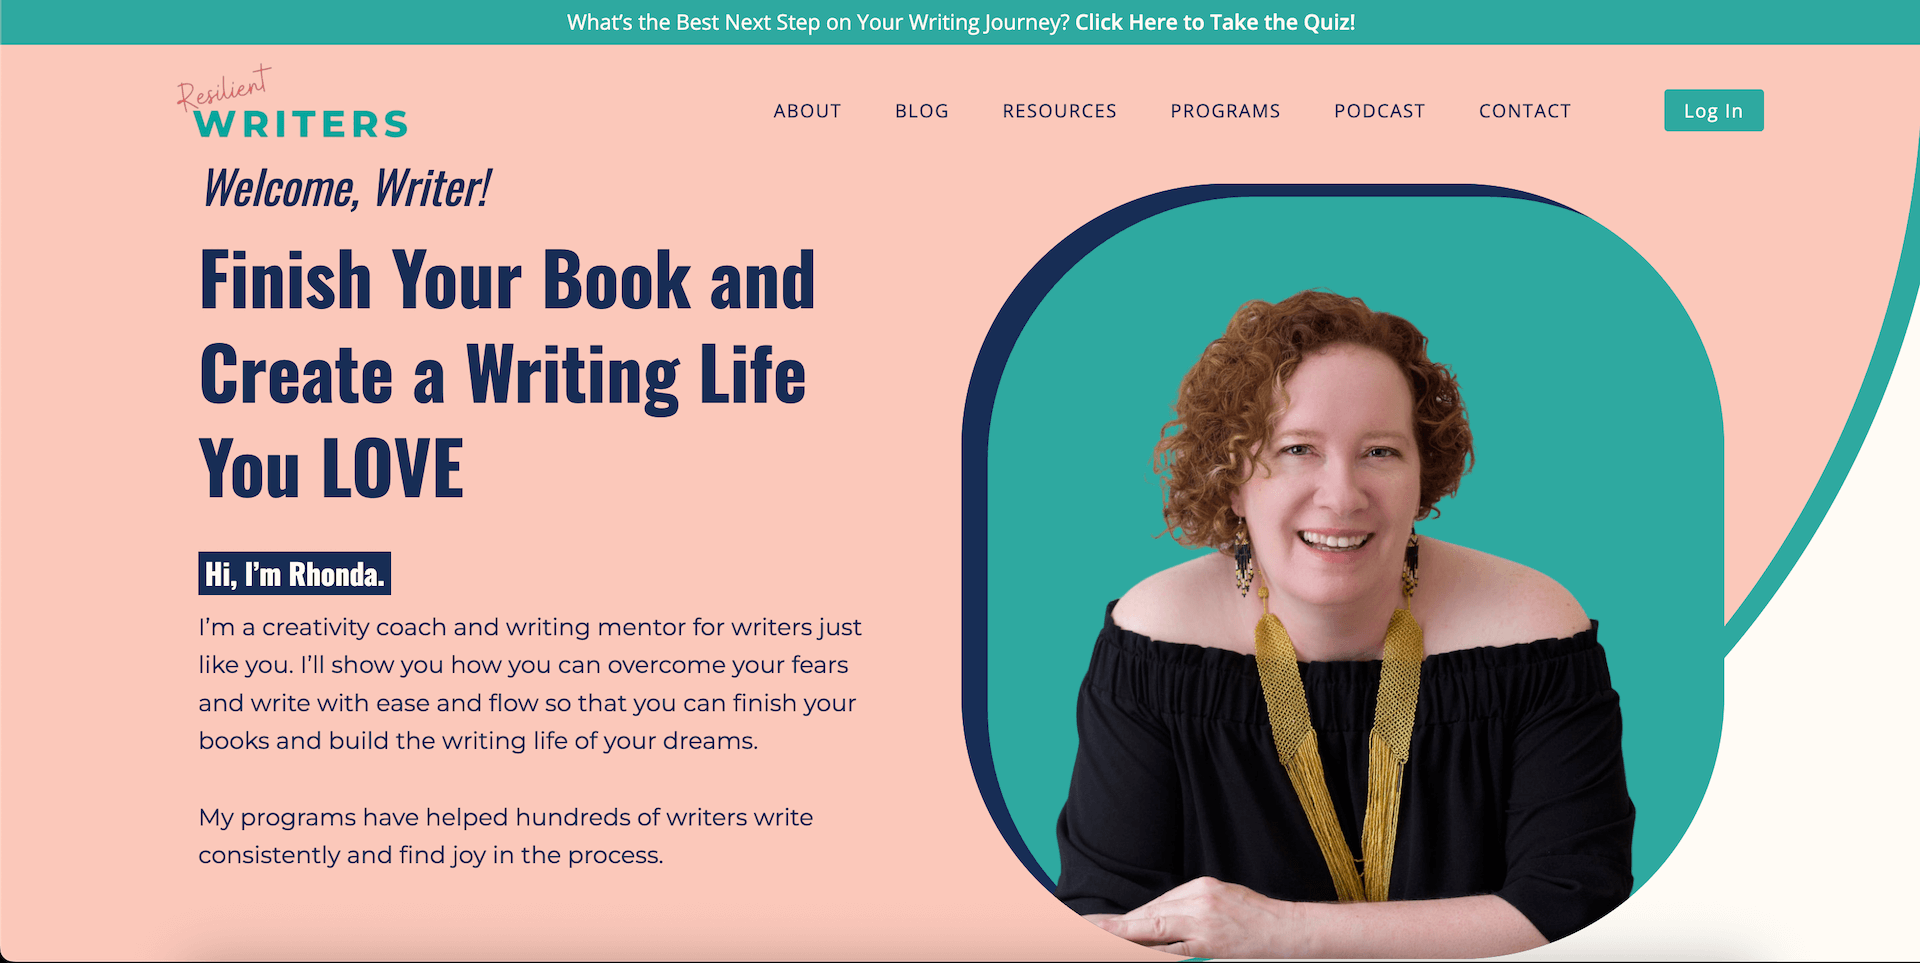 What’s the Best Next Step on Your Writing Journey? Click Here to Take the Quiz!
Resilient
WRITERS
ABOUT BLOG RESOURCES PROGRAMS PODCAST CONTACT Log In
Welcome, Writer!
Finish Your Book and
Create a Writing Life
You LOVE
Hi, I’m Rhonda.
I’m a creativity coach and writing mentor for writers just
like you. I’ll show you how you can overcome your fears
and write with ease and flow so that you can finish your
books and build the writing life of your dreams.
My programs have helped hundreds of writers write
consistently and find joy in the process.